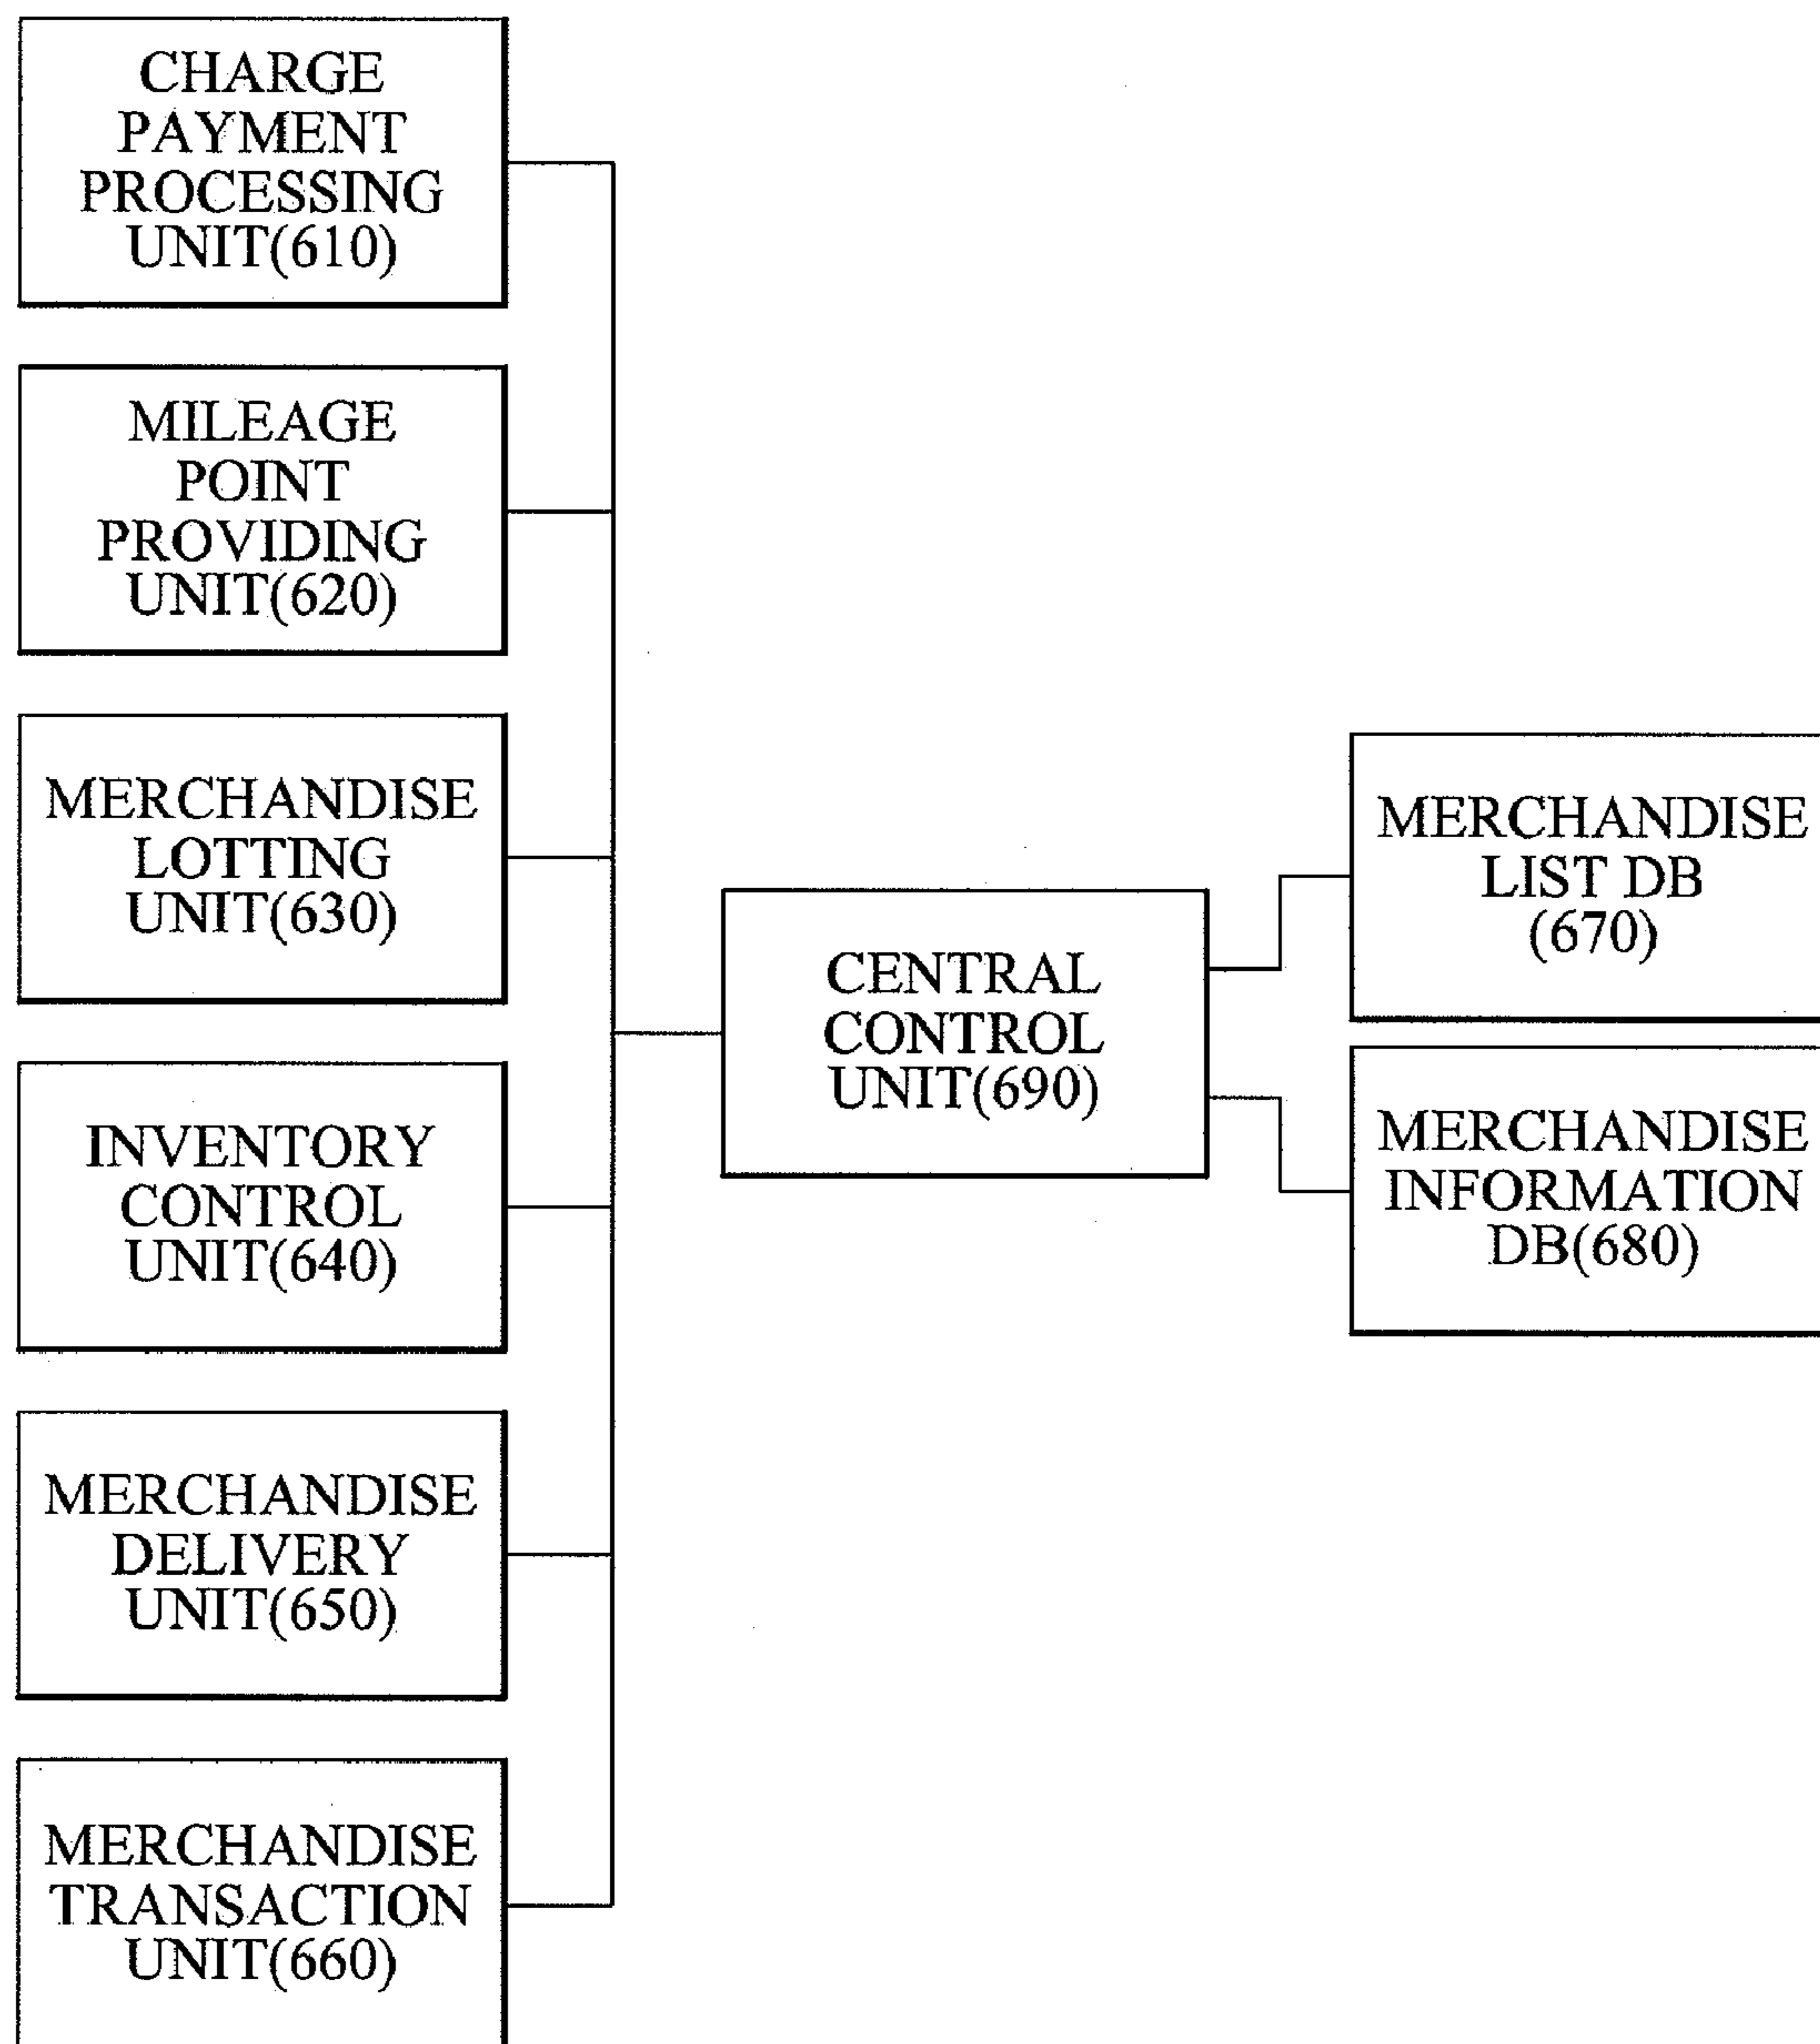 CHARGE
PAYMENT
PROCESSING
UNIT(610)
MILEAGE
POINT
PROVIDING
UNIT(620)
MERCHANDISE
LOTTING
UNIT(630)
INVENTORY
CONTROL
UNIT(640)
MERCHANDISE
DELIVERY
UNIT(650)
MERCHANDISE
TRANSACTION
UNIT(660)
CENTRAL
CONTROL
UNIT(690)
MERCHANDISE
LIST DB
(670)
MERCHANDISE
INFORMATION
DB(680)